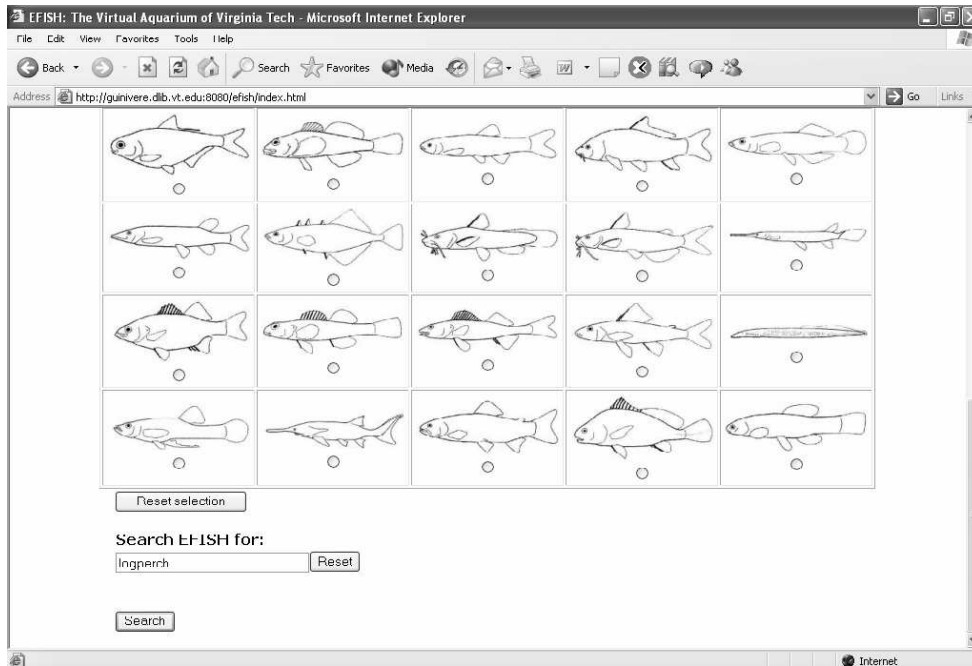 EFISH: The Virtual Aquarium of Virginia Tech - Microsoft Internet Explorer
File Edit View Favorites Tools Help
Back Search Favorites Media
Address http://guinivere.dlib.vt.edu:8080/efish/index.html Go Links
Reset selection
Search EFISH for:
logperch Reset
Search
Internet